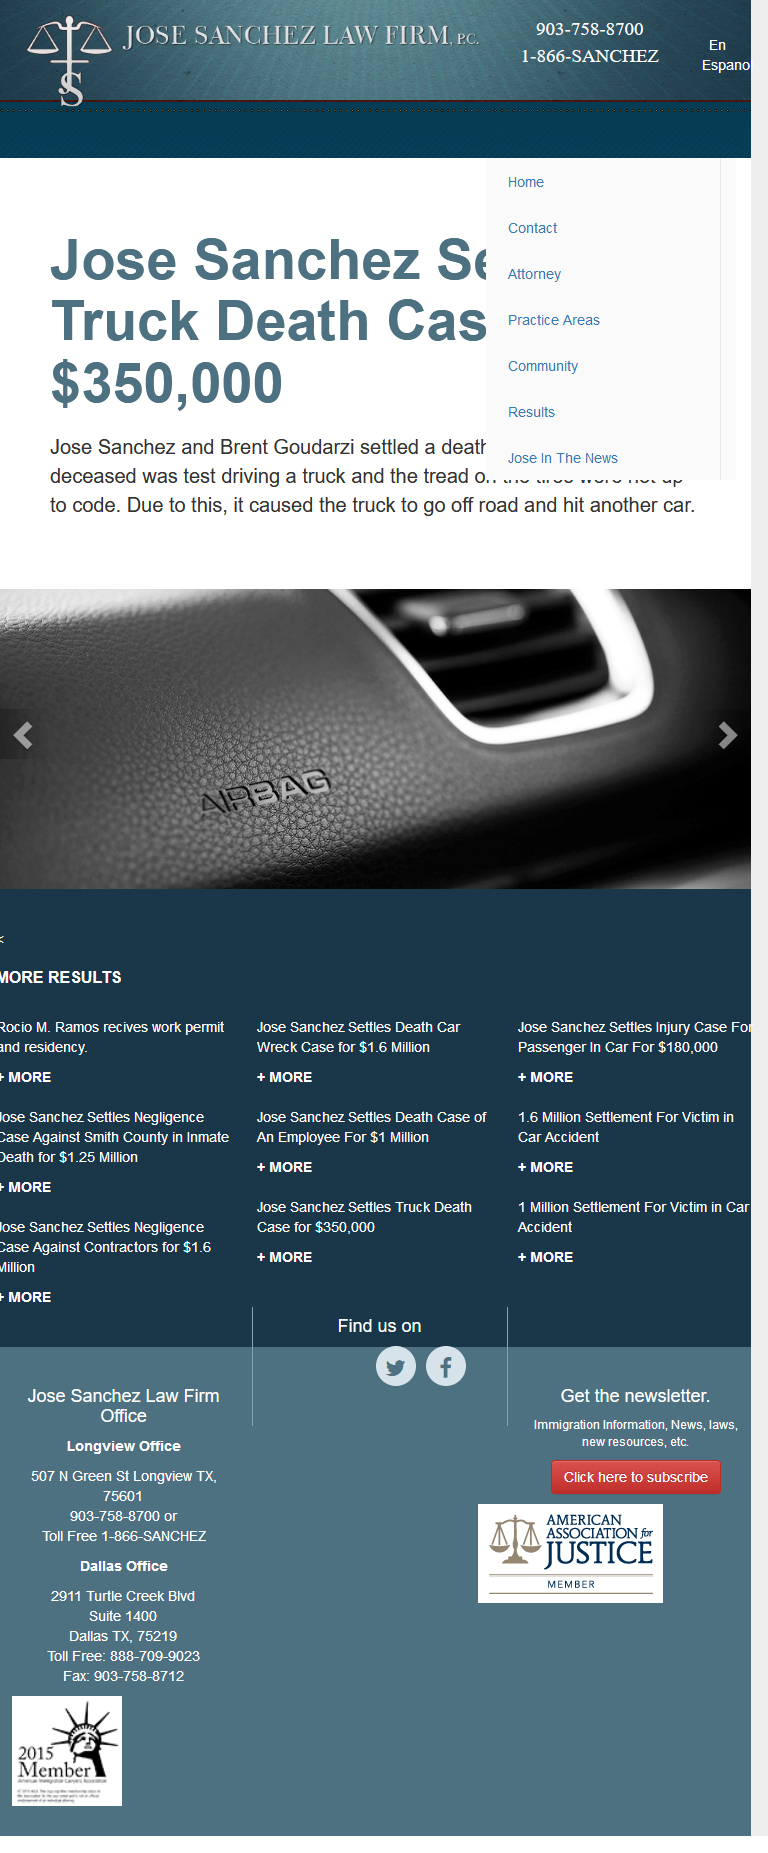 JOSE SANCHEZ LAW FIRM, P.C.
903-758-8700
1-866-SANCHEZ
En
Espano
Home
Contact
Attorney
Practice Areas
Community
Results
Jose In The News
Jose Sanchez Se
Truck Death Cas
$350,000
Jose Sanchez and Brent Goudarzi settled a death
deceased was test driving a truck and the tread on the tires were not up
to code. Due to this, it caused the truck to go off road and hit another car.
AIRBAG
<
MORE RESULTS
Rocio M. Ramos recives work permit
and residency.
+ MORE
Jose Sanchez Settles Negligence
Case Against Smith County in Inmate
Death for $1.25 Million
+ MORE
Jose Sanchez Settles Negligence
Case Against Contractors for $1.6
Million
+ MORE
Jose Sanchez Settles Death Car
Wreck Case for $1.6 Million
+ MORE
Jose Sanchez Settles Death Case of
An Employee For $1 Million
+ MORE
Jose Sanchez Settles Truck Death
Case for $350,000
+ MORE
Jose Sanchez Settles Injury Case For
Passenger In Car For $180,000
+ MORE
1.6 Million Settlement For Victim in
Car Accident
+ MORE
1 Million Settlement For Victim in Car
Accident
+ MORE
Find us on
Jose Sanchez Law Firm
Office
Longview Office
507 N Green St Longview TX,
75601
903-758-8700 or
Toll Free 1-866-SANCHEZ
Dallas Office
2911 Turtle Creek Blvd
Suite 1400
Dallas TX, 75219
Toll Free: 888-709-9023
Fax: 903-758-8712
2015
Member
American Immigration Lawyers Association
Get the newsletter.
Immigration Information, News, laws,
new resources, etc.
Click here to subscribe
AMERICAN
ASSOCIATION for
JUSTICE
MEMBER